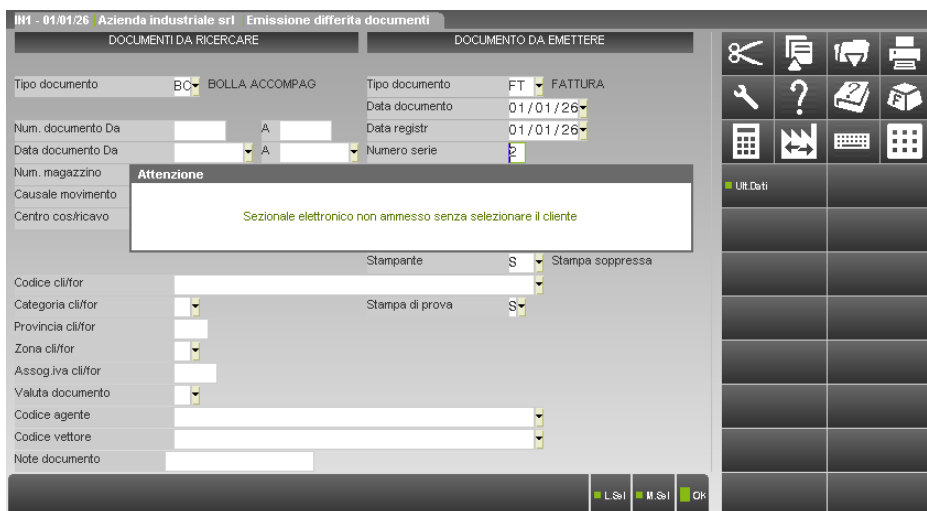 IN1 - 01/01/26 Azienda industriale srl Emissione differita documenti
DOCUMENTI DA RICERCARE
DOCUMENTO DA EMETTERE
Tipo documento BC BOLLA ACCOMPAG
Tipo documento FT FATTURA
Data documento 01/01/26
Num. documento Da A
Data registr 01/01/26
Data documento Da A
Numero serie 2
Num. magazzino
Attenzione
Causale movimento
Centro cos/ricavo
Sezionale elettronico non ammesso senza selezionare il cliente
Stampante S Stampa soppressa
Codice cli/for
Categoria cli/for
Stampa di prova S
Provincia cli/for
Zona cli/for
Assog.iva cli/for
Valuta documento
Codice agente
Codice vettore
Note documento
L.Sel M.Sel Ok
Ult.Dati
F